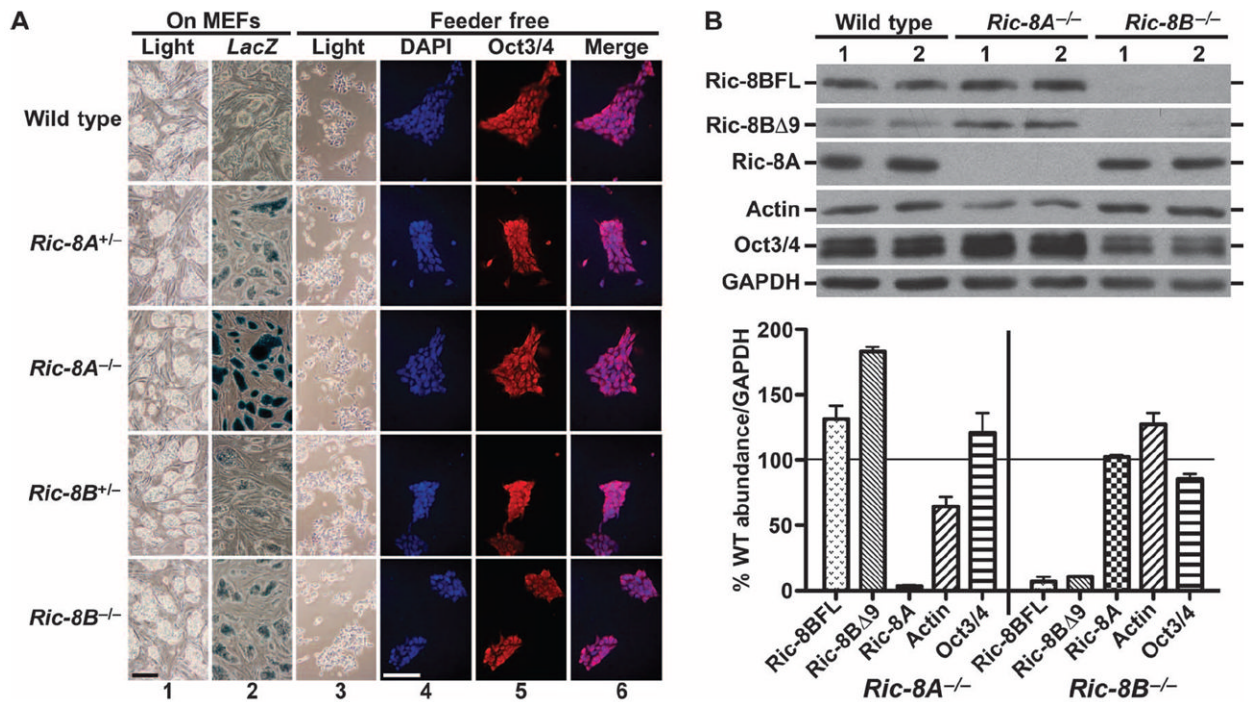 A
On MEFs Feeder free
Light LacZ Light DAPI Oct3/4 Merge
Wild type
Ric-8A+/–
Ric-8A–/–
Ric-8B+/–
Ric-8B–/–
1 2 3 4 5 6
B
Wild type Ric-8A–/– Ric-8B–/–
1 2 1 2 1 2
Ric-8BFL
Ric-8BΔ9
Ric-8A
Actin
Oct3/4
GAPDH
% WT abundance/GAPDH
200
150
100
50
0
Ric-8BFL Ric-8BΔ9 Ric-8A Actin Oct3/4 Ric-8BFL Ric-8BΔ9 Ric-8A Actin Oct3/4
Ric-8A–/– Ric-8B–/–